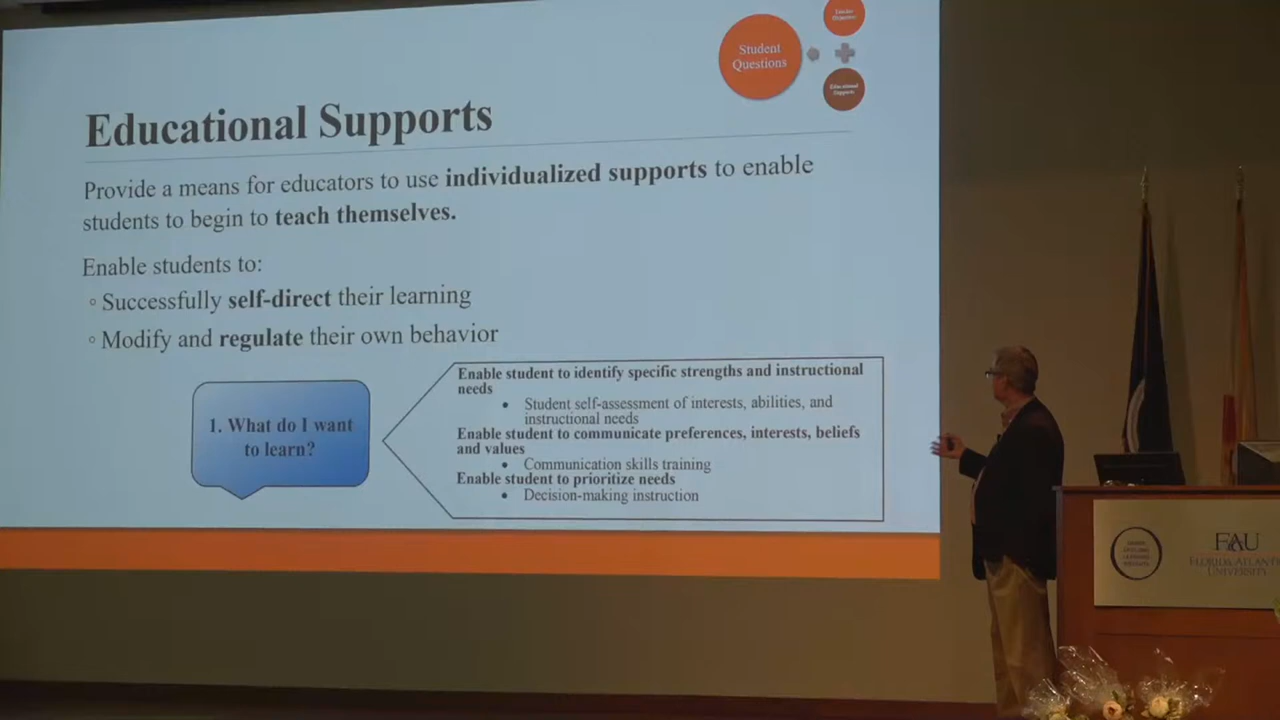 Student
Questions
Teacher
Objectives
Educational
Supports
Educational Supports
Provide a means for educators to use individualized supports to enable
students to begin to teach themselves.
Enable students to:
◦ Successfully self-direct their learning
◦ Modify and regulate their own behavior
1. What do I want
to learn?
Enable student to identify specific strengths and instructional
needs
• Student self-assessment of interests, abilities, and
instructional needs
Enable student to communicate preferences, interests, beliefs
and values
• Communication skills training
Enable student to prioritize needs
• Decision-making instruction
FAU
FLORIDA ATLANTIC
UNIVERSITY